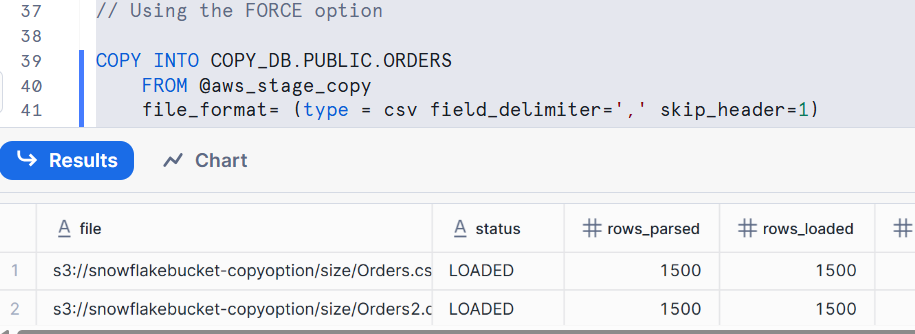 37 // Using the FORCE option
38
39 COPY INTO COPY_DB.PUBLIC.ORDERS
40 FROM @aws_stage_copy
41 file_format= (type = csv field_delimiter=',' skip_header=1)
Results Chart
A file A status # rows_parsed # rows_loaded #
1 s3://snowflakebucket-copyoption/size/Orders.cs LOADED 1500 1500
2 s3://snowflakebucket-copyoption/size/Orders2.c LOADED 1500 1500